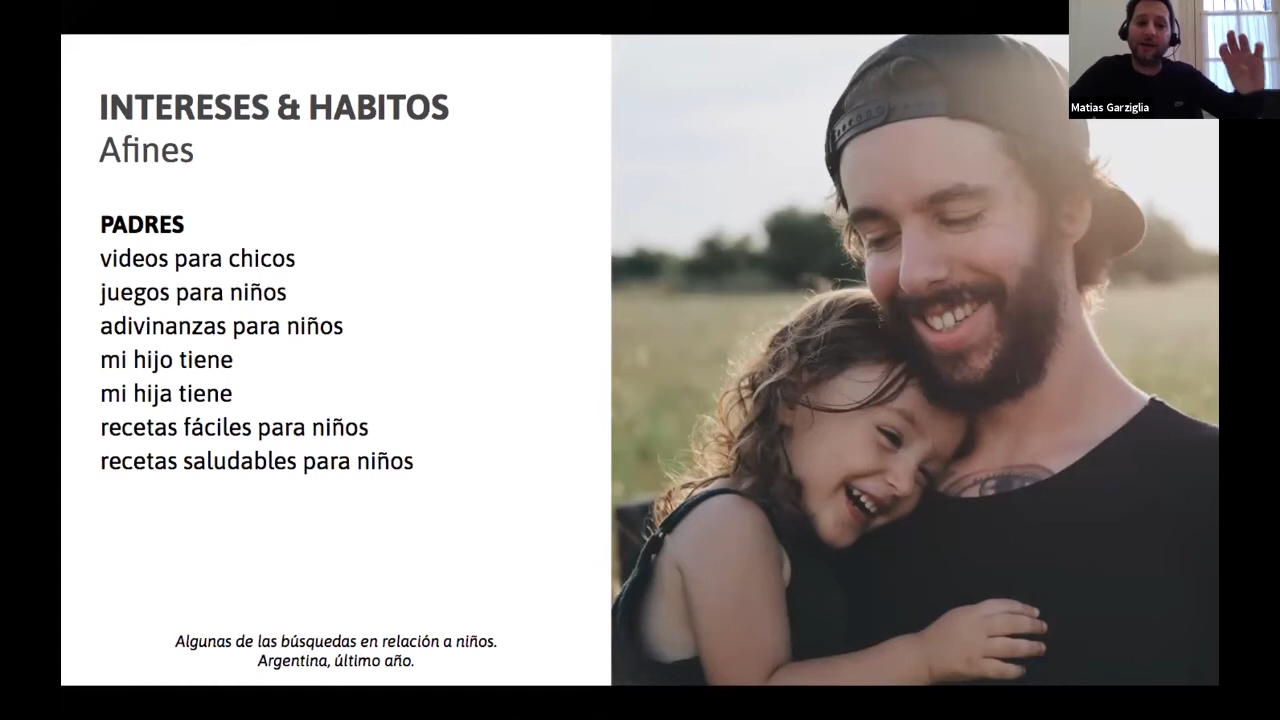 INTERESES & HABITOS
Afines
PADRES
videos para chicos
juegos para niños
adivinanzas para niños
mi hijo tiene
mi hija tiene
recetas fáciles para niños
recetas saludables para niños
Algunas de las búsquedas en relación a niños.
Argentina, último año.
Matias Garziglia